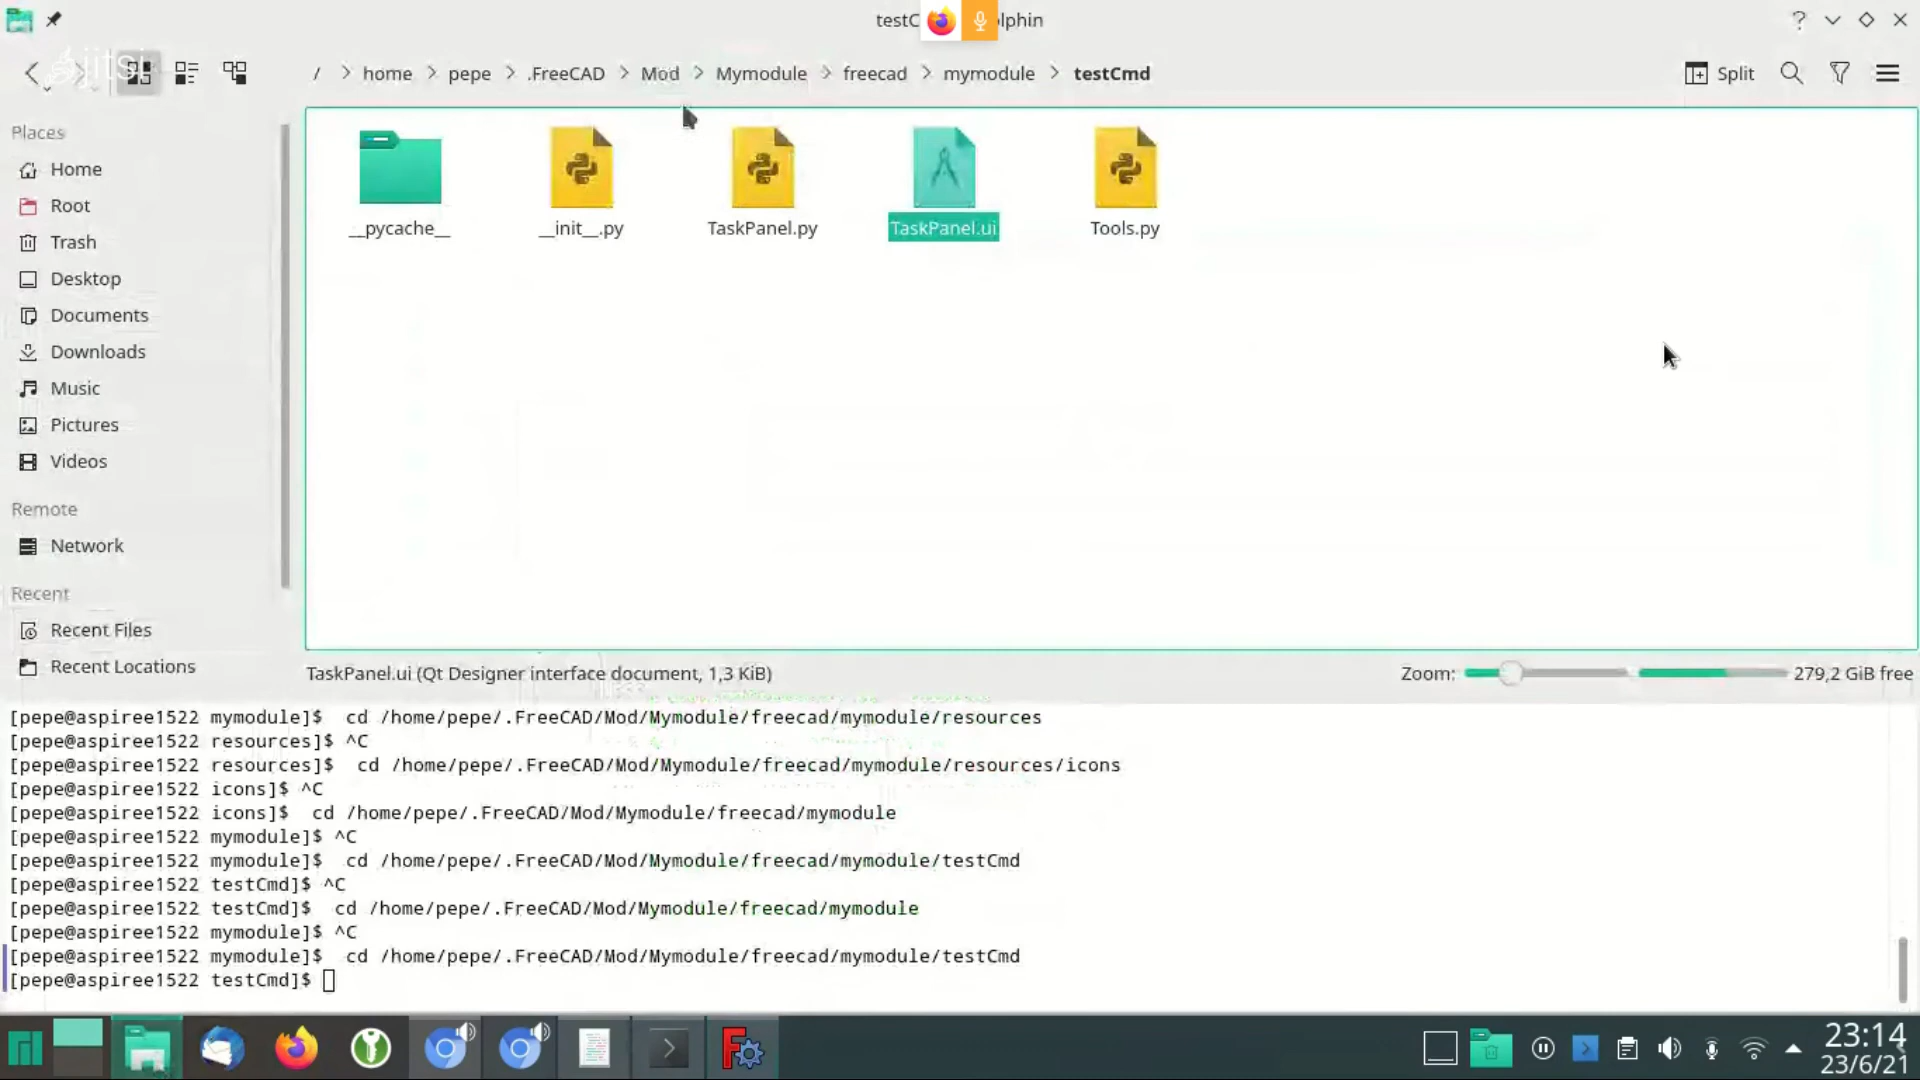 testC lphin
jitsi
/ home pepe .FreeCAD Mod Mymodule freecad mymodule testCmd
Split
Places
Home
Root
Trash
Desktop
Documents
Downloads
Music
Pictures
Videos
Remote
Network
Recent
Recent Files
Recent Locations
__pycache__
__init__.py
TaskPanel.py
TaskPanel.ui
Tools.py
TaskPanel.ui (Qt Designer interface document, 1,3 KiB)
Zoom:
279,2 GiB free
[pepe@aspiree1522 mymodule]$  cd /home/pepe/.FreeCAD/Mod/Mymodule/freecad/mymodule/resources
[pepe@aspiree1522 resources]$ ^C
[pepe@aspiree1522 resources]$  cd /home/pepe/.FreeCAD/Mod/Mymodule/freecad/mymodule/resources/icons
[pepe@aspiree1522 icons]$ ^C
[pepe@aspiree1522 icons]$  cd /home/pepe/.FreeCAD/Mod/Mymodule/freecad/mymodule
[pepe@aspiree1522 mymodule]$ ^C
[pepe@aspiree1522 mymodule]$  cd /home/pepe/.FreeCAD/Mod/Mymodule/freecad/mymodule/testCmd
[pepe@aspiree1522 testCmd]$ ^C
[pepe@aspiree1522 testCmd]$  cd /home/pepe/.FreeCAD/Mod/Mymodule/freecad/mymodule
[pepe@aspiree1522 mymodule]$ ^C
[pepe@aspiree1522 mymodule]$  cd /home/pepe/.FreeCAD/Mod/Mymodule/freecad/mymodule/testCmd
[pepe@aspiree1522 testCmd]$
23:14
23/6/21